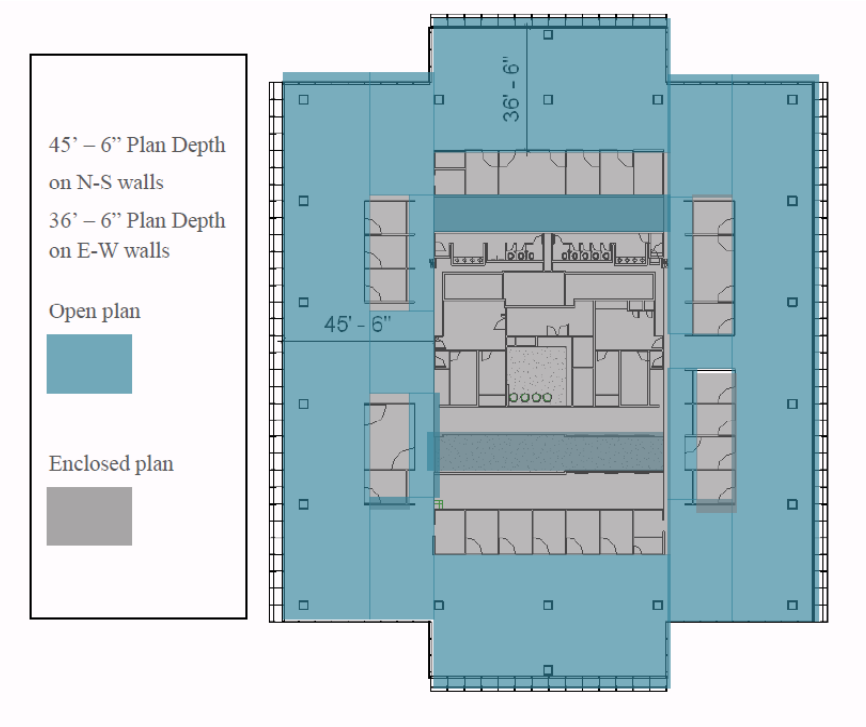 45’ – 6” Plan Depth
on N-S walls
36’ – 6” Plan Depth
on E-W walls
Open plan
Enclosed plan
36' - 6"
45' - 6"